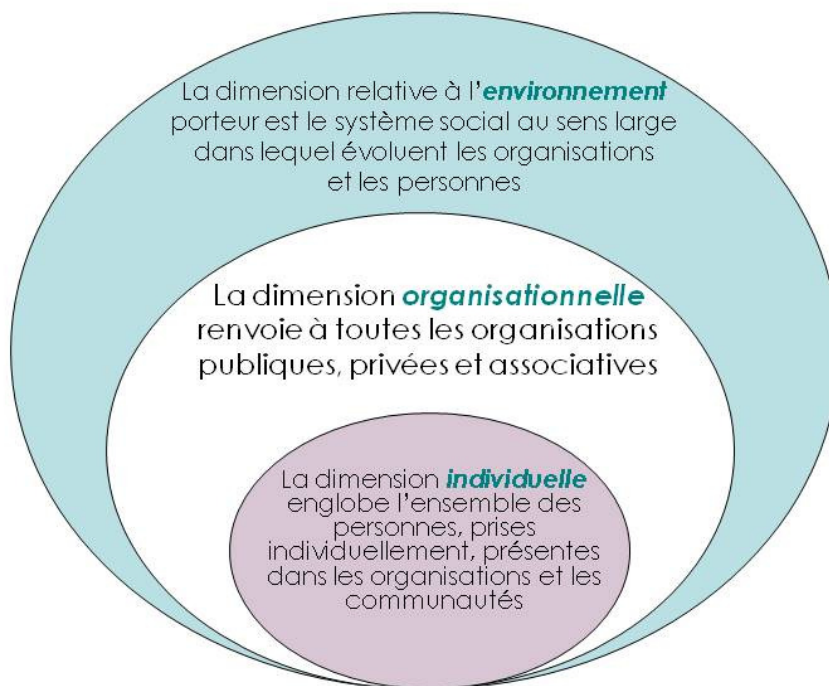 La dimension relative à l'environnement
porteur est le système social au sens large
dans lequel évoluent les organisations
et les personnes
La dimension organisationnelle
renvoie à toutes les organisations
publiques, privées et associatives
La dimension individuelle
englobe l'ensemble des
personnes, prises
individuellement, présentes
dans les organisations et les
communautés